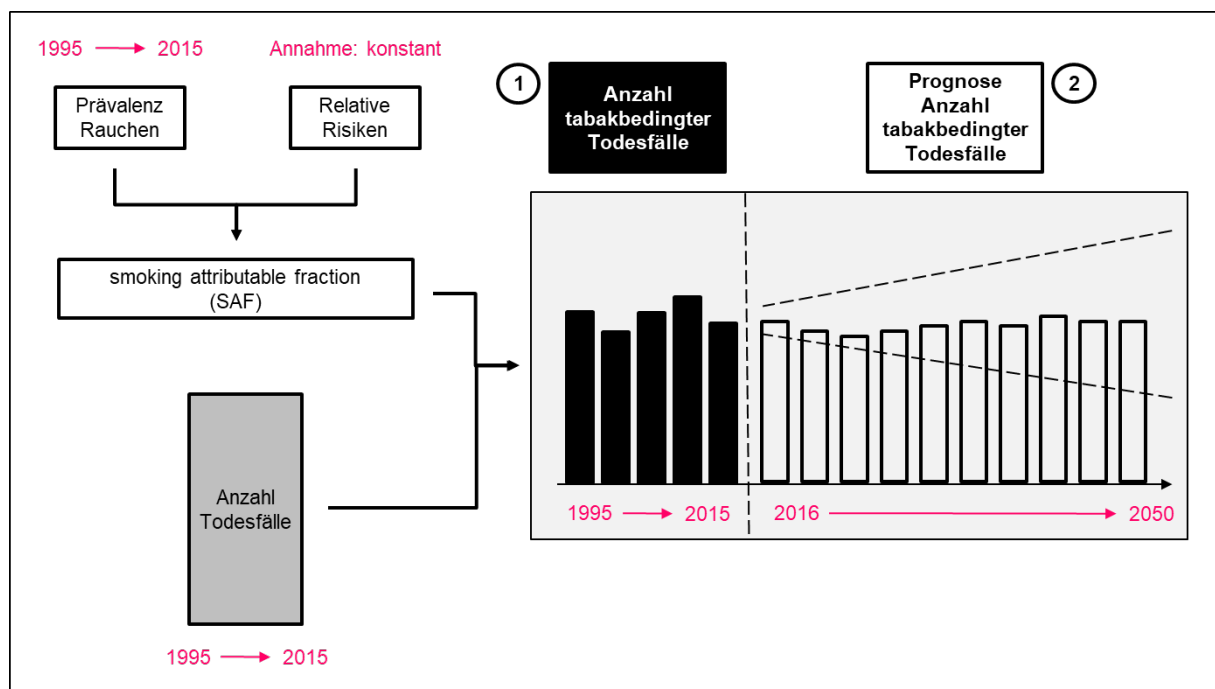 1995 → 2015
Annahme: konstant
Prävalenz
Rauchen
Relative
Risiken
smoking attributable fraction
(SAF)
Anzahl
Todesfälle
1995 → 2015
1
Anzahl
tabakbedingter
Todesfälle
Prognose
Anzahl
tabakbedingter
Todesfälle
2
1995 → 2015
2016 → 2050